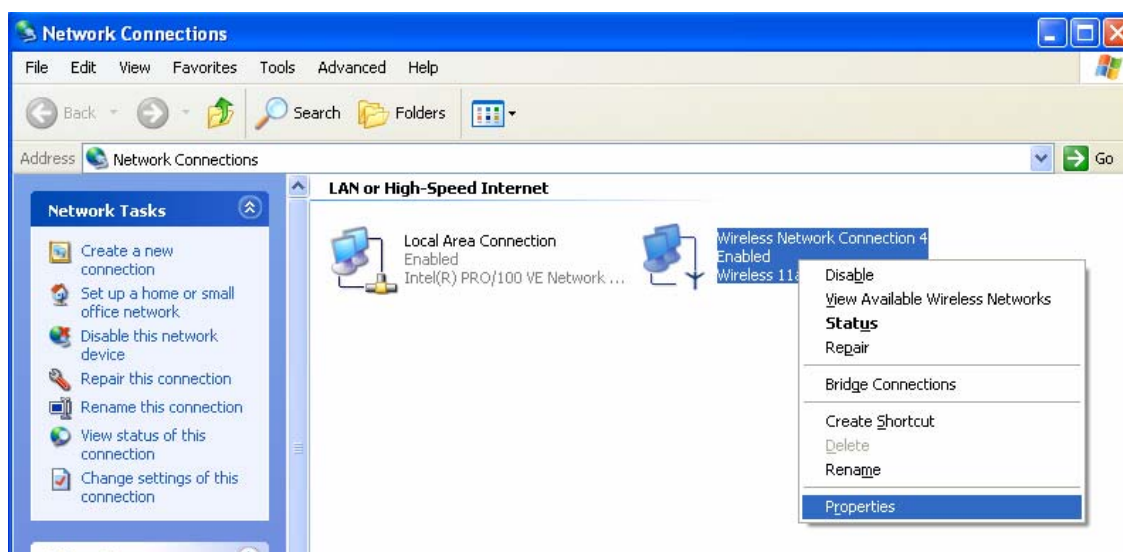 Network Connections
File Edit View Favorites Tools Advanced Help
Back Search Folders
Address Network Connections Go
Network Tasks
Create a new
connection
Set up a home or small
office network
Disable this network
device
Repair this connection
Rename this connection
View status of this
connection
Change settings of this
connection
LAN or High-Speed Internet
Local Area Connection
Enabled
Intel(R) PRO/100 VE Network ...
Wireless Network Connection 4
Enabled
Wireless
Disable
View Available Wireless Networks
Status
Repair
Bridge Connections
Create Shortcut
Delete
Rename
Properties